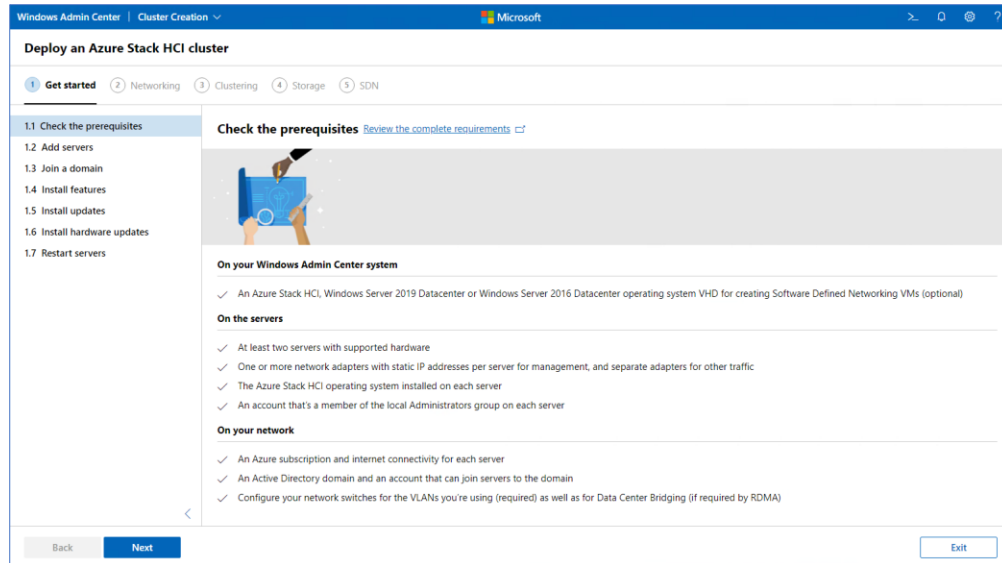 Windows Admin Center | Cluster Creation
Microsoft
Deploy an Azure Stack HCI cluster
1 Get started 2 Networking 3 Clustering 4 Storage 5 SDN
1.1 Check the prerequisites
1.2 Add servers
1.3 Join a domain
1.4 Install features
1.5 Install updates
1.6 Install hardware updates
1.7 Restart servers
Check the prerequisites Review the complete requirements
On your Windows Admin Center system
An Azure Stack HCI, Windows Server 2019 Datacenter or Windows Server 2016 Datacenter operating system VHD for creating Software Defined Networking VMs (optional)
On the servers
At least two servers with supported hardware
One or more network adapters with static IP addresses per server for management, and separate adapters for other traffic
The Azure Stack HCI operating system installed on each server
An account that's a member of the local Administrators group on each server
On your network
An Azure subscription and internet connectivity for each server
An Active Directory domain and an account that can join servers to the domain
Configure your network switches for the VLANs you're using (required) as well as for Data Center Bridging (if required by RDMA)
Back Next Exit